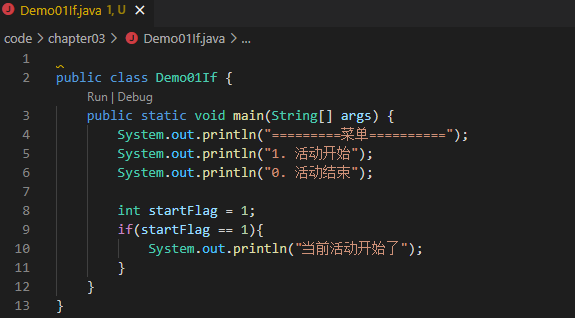 Demo01If.java 1, U ×
code > chapter03 > Demo01If.java > ...
1
2 public class Demo01If {
Run | Debug
3 public static void main(String[] args) {
4 System.out.println("=========菜单==========");
5 System.out.println("1. 活动开始");
6 System.out.println("0. 活动结束");
7
8 int startFlag = 1;
9 if(startFlag == 1){
10 System.out.println("当前活动开始了");
11 }
12 }
13 }